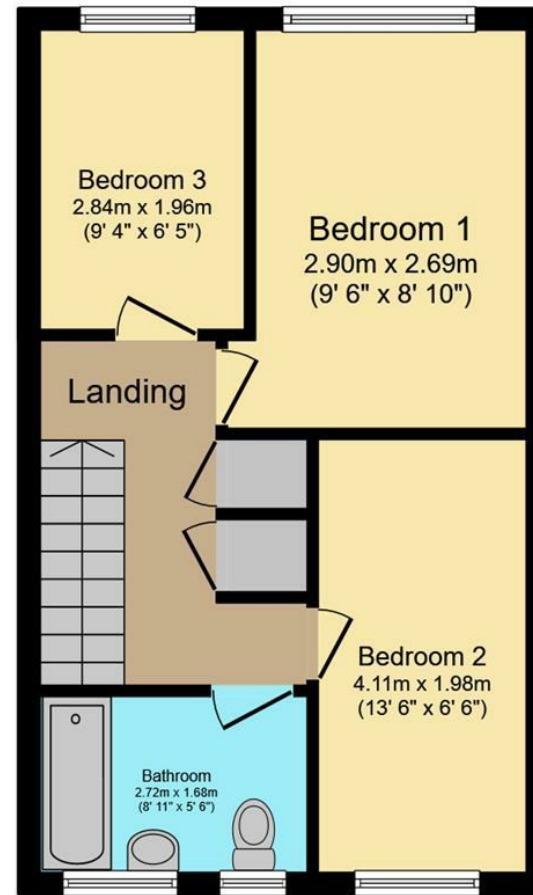 Bedroom 3
2.84m x 1.96m
(9' 4" x 6' 5")
Bedroom 1
2.90m x 2.69m
(9' 6" x 8' 10")
Landing
Bedroom 2
4.11m x 1.98m
(13' 6" x 6' 6")
Bathroom
2.72m x 1.68m
(8' 11" x 5' 6")